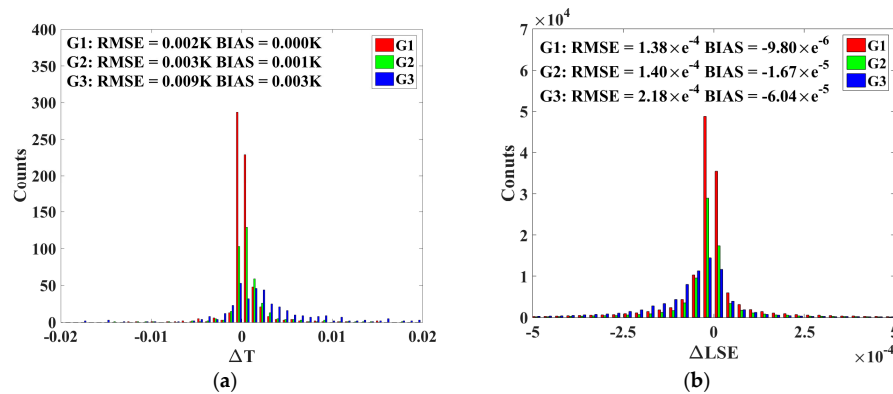 400
350
300
250
200
150
100
50
0
Counts
G1: RMSE = 0.002K BIAS = 0.000K
G2: RMSE = 0.003K BIAS = 0.001K
G3: RMSE = 0.009K BIAS = 0.003K
G1
G2
G3
-0.02 -0.01 0 0.01 0.02
ΔT
(a)
7 ×10⁴
6
5
4
3
2
1
0
Conuts
G1: RMSE = 1.38×e⁻⁴ BIAS = -9.80×e⁻⁶
G2: RMSE = 1.40×e⁻⁴ BIAS = -1.67×e⁻⁵
G3: RMSE = 2.18×e⁻⁴ BIAS = -6.04×e⁻⁵
G1
G2
G3
-5 -2.5 0 2.5 5
×10⁻⁴
ΔLSE
(b)